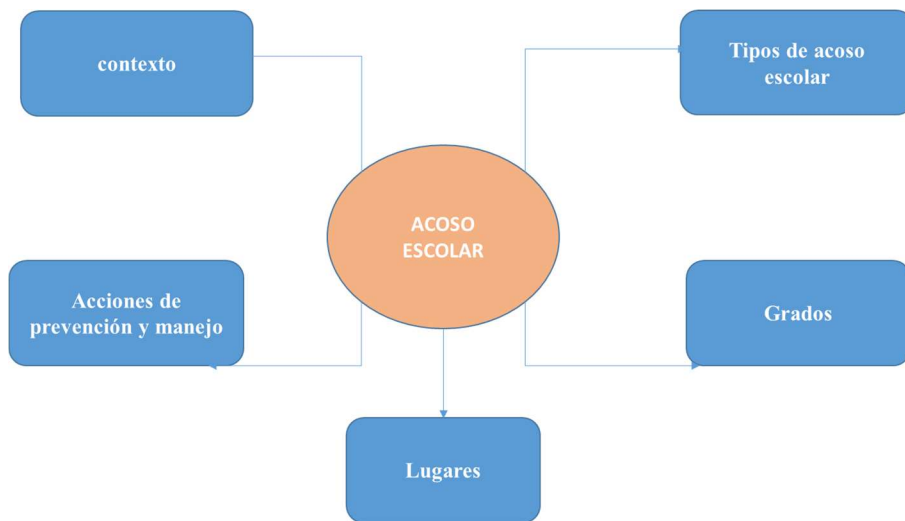 contexto
Tipos de acoso
escolar
ACOSO
ESCOLAR
Acciones de
prevención y manejo
Grados
Lugares